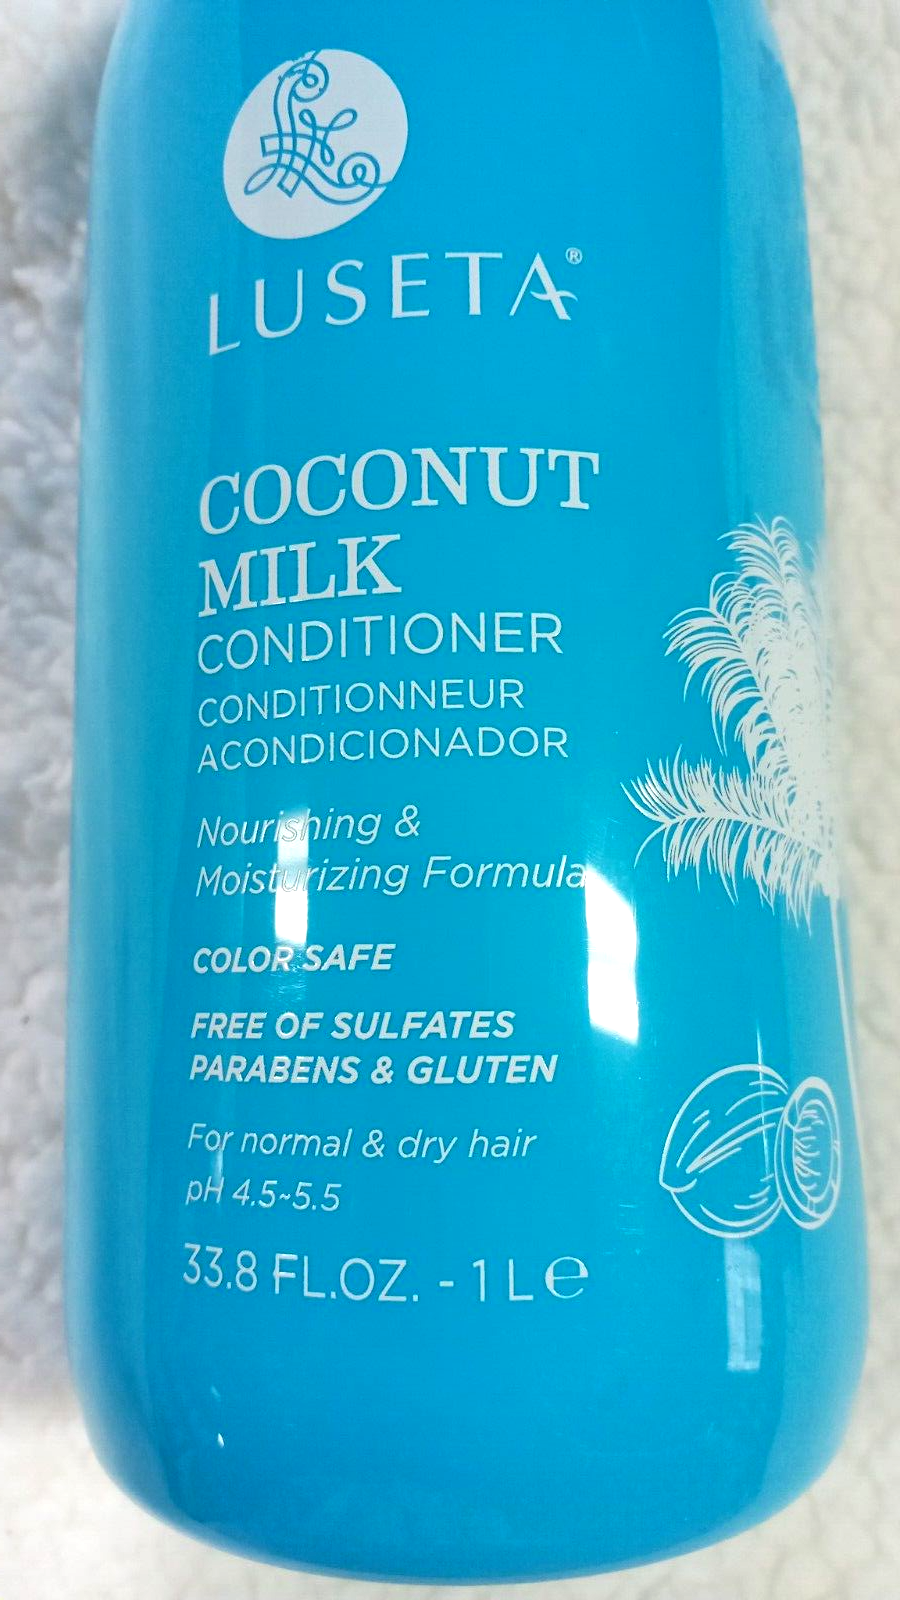 LUSETA®
COCONUT
MILK
CONDITIONER
CONDITIONNEUR
ACONDICIONADOR
Nourishing &
Moisturizing Formula
COLOR SAFE
FREE OF SULFATES
PARABENS & GLUTEN
For normal & dry hair
pH 4.5~5.5
33.8 FL.OZ. - 1 L ℮